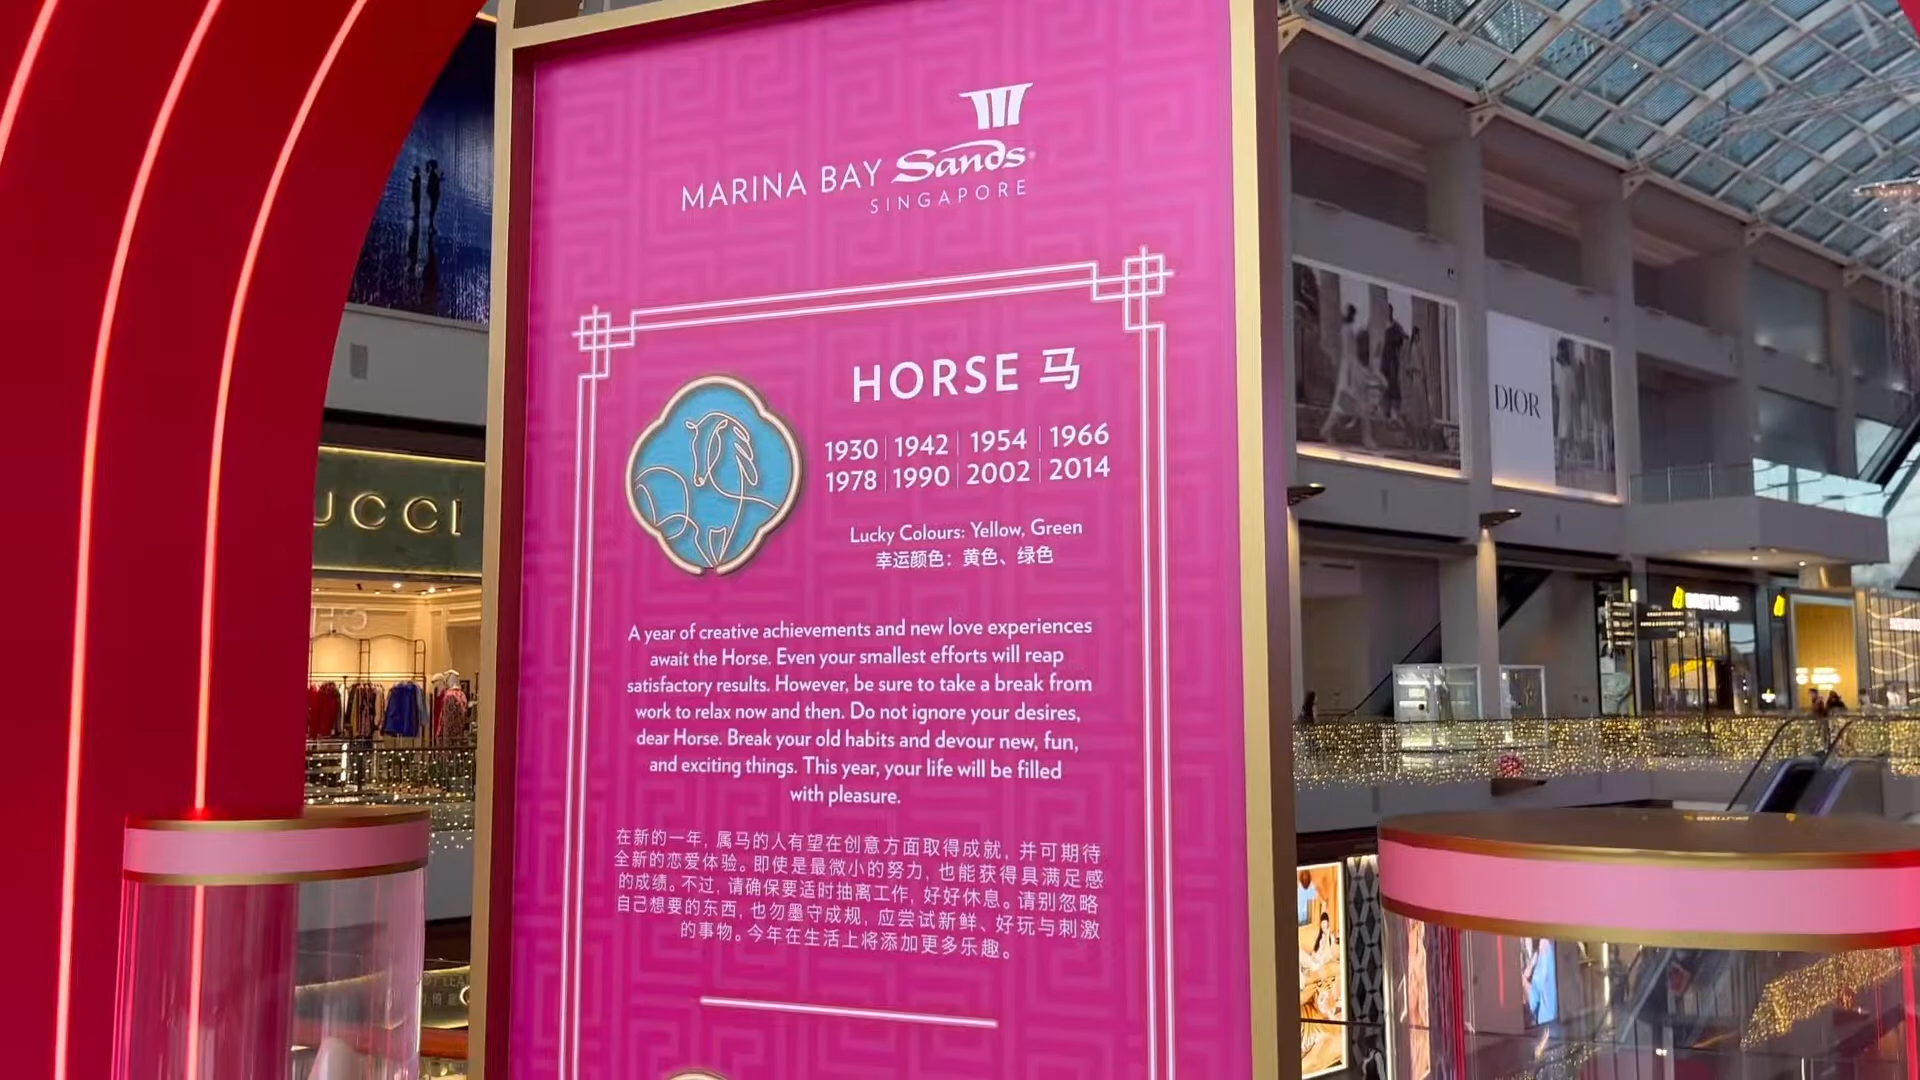 MARINA BAY Sands
SINGAPORE
HORSE 马
1930 | 1942 | 1954 | 1966
1978 | 1990 | 2002 | 2014
Lucky Colours: Yellow, Green
幸运颜色：黄色、绿色
A year of creative achievements and new love experiences
await the Horse. Even your smallest efforts will reap
satisfactory results. However, be sure to take a break from
work to relax now and then. Do not ignore your desires,
dear Horse. Break your old habits and devour new, fun,
and exciting things. This year, your life will be filled
with pleasure.
在新的一年，属马的人有望在创意方面取得成就，并可期待
全新的恋爱体验。即使是最微小的努力，也能获得具满足感
的成绩。不过，请确保要适时抽离工作，好好休息。请别忽略
自己想要的东西，也勿墨守成规，应尝试新鲜、好玩与刺激
的事物。今年在生活上将添加更多乐趣。
UCCI
DIOR
BREITLING